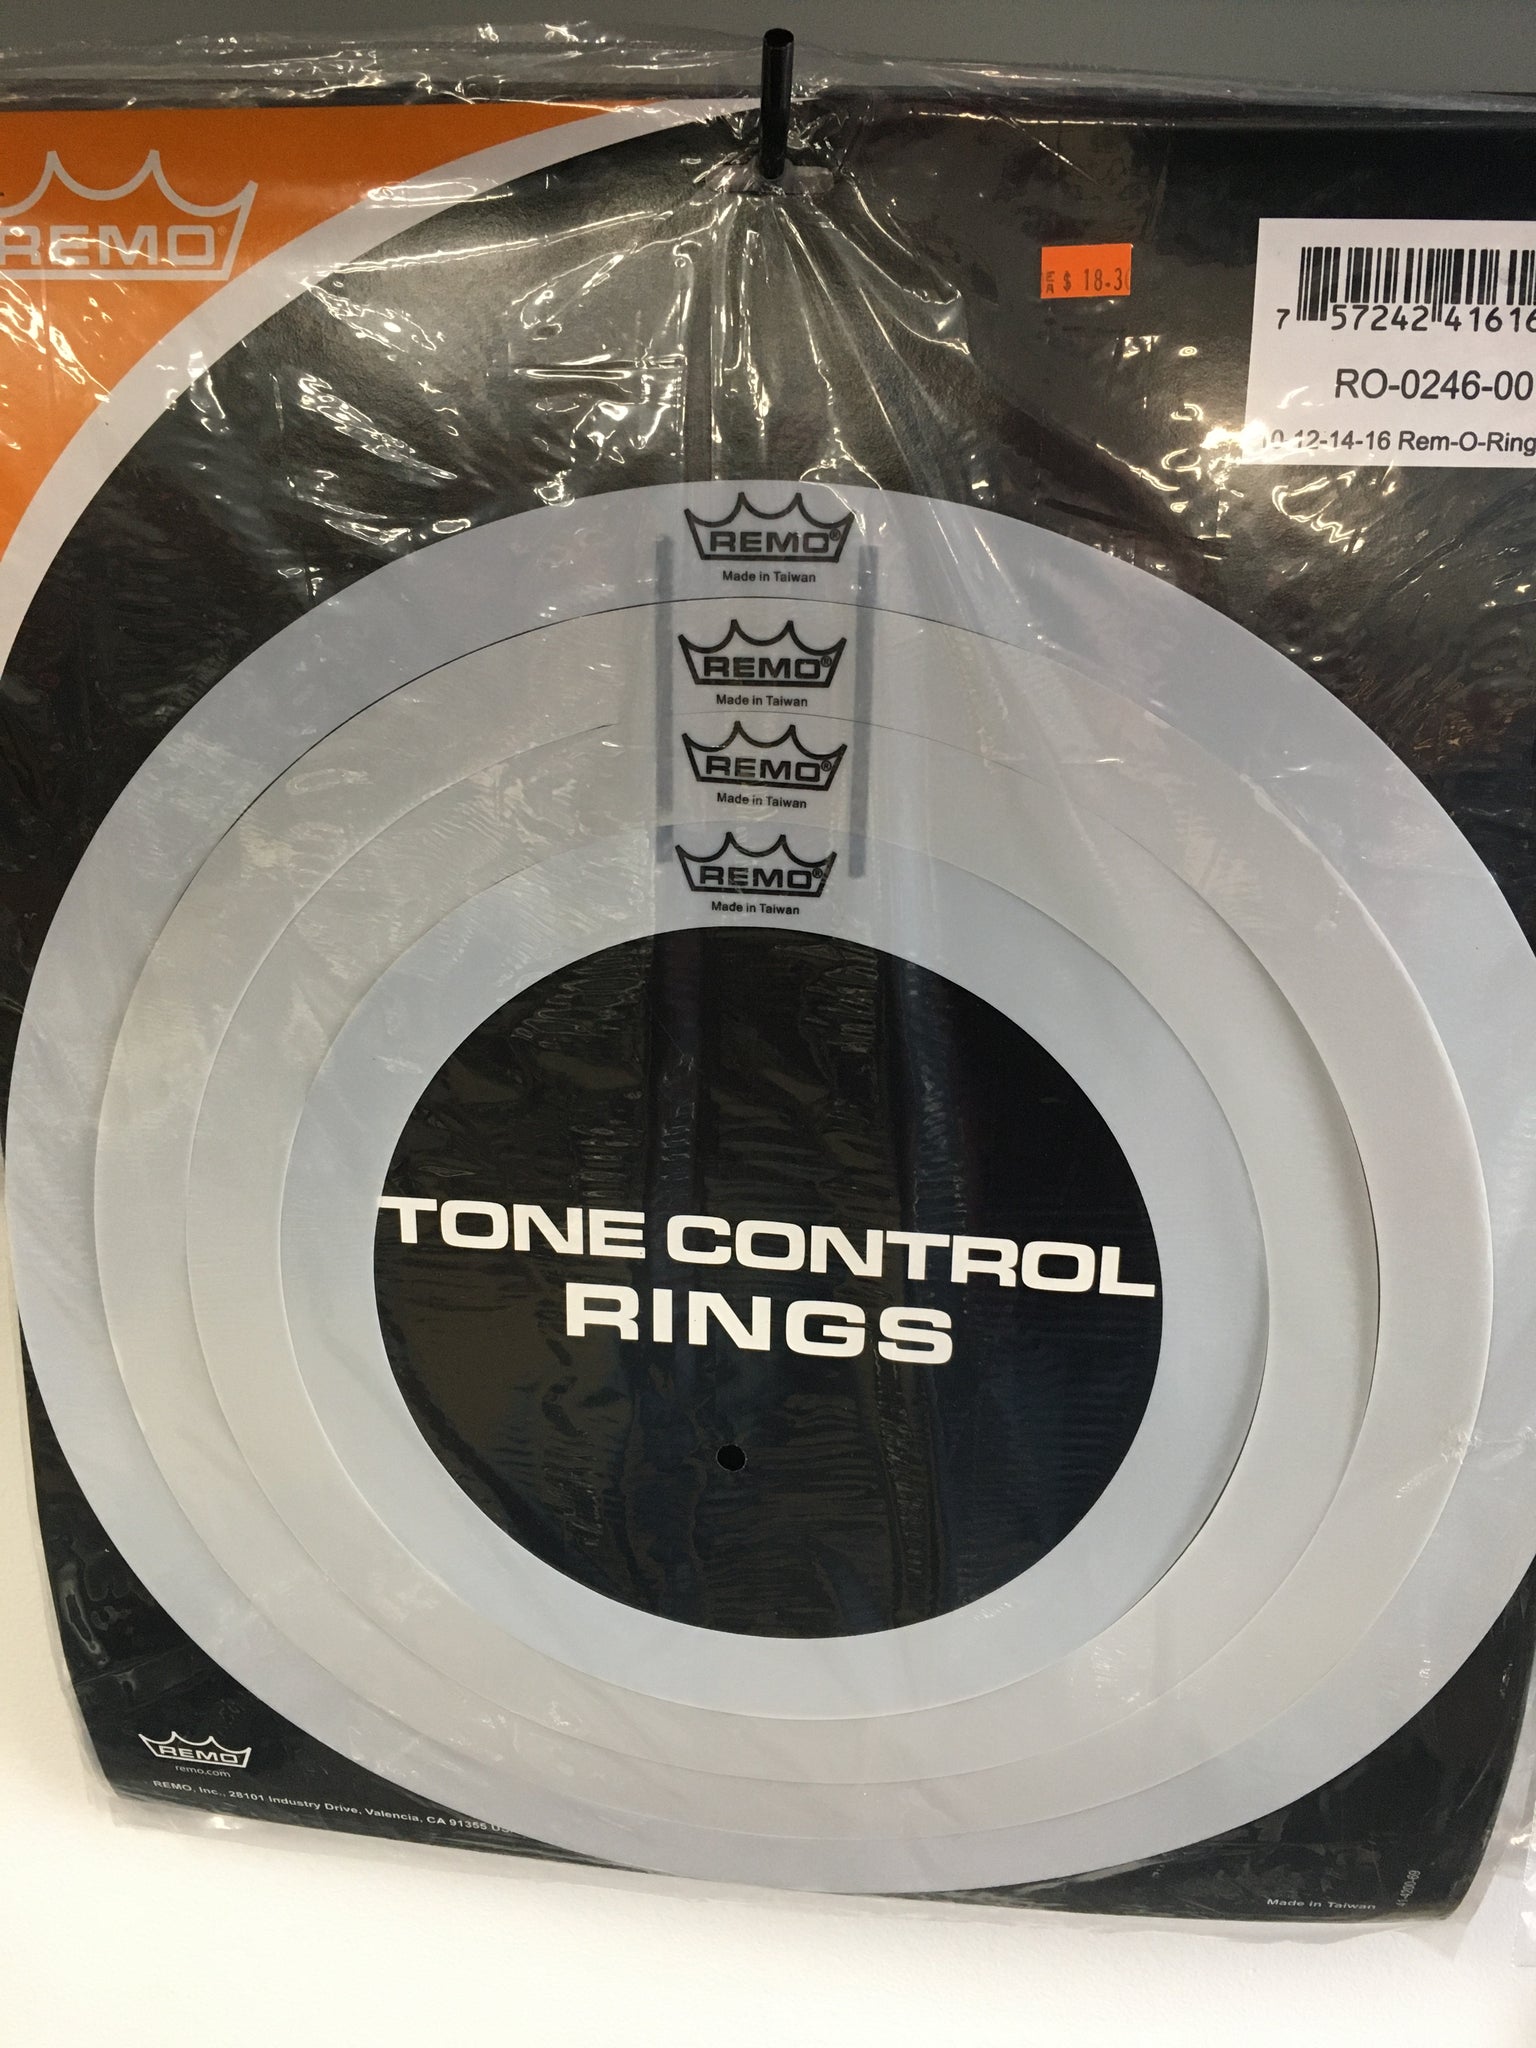 REMO
EA $ 18.30
7 57242 41616
RO-0246-00
10-12-14-16 Rem-O-Ring
REMO®
Made in Taiwan
REMO®
Made in Taiwan
REMO®
Made in Taiwan
REMO®
Made in Taiwan
TONE CONTROL
RINGS
REMO
remo.com
REMO, Inc., 28101 Industry Drive, Valencia, CA 91355
Made in Taiwan